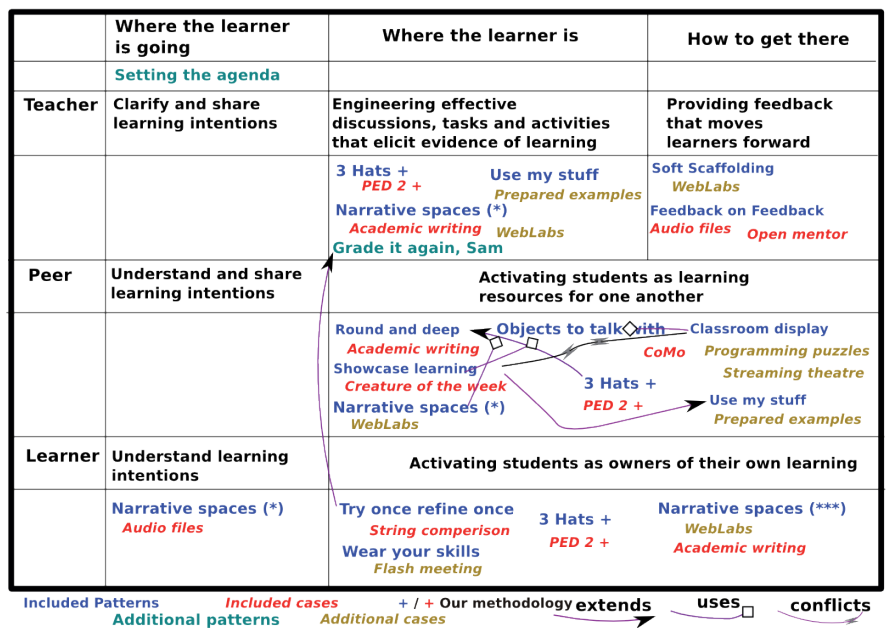 Where the learner is going
Where the learner is
How to get there
Setting the agenda
Teacher
Clarify and share
learning intentions
Engineering effective
discussions, tasks and activities
that elicit evidence of learning
Providing feedback
that moves
learners forward
3 Hats +
PED 2 +
Use my stuff
Prepared examples
Narrative spaces (*)
Academic writing
WebLabs
Grade it again, Sam
Soft Scaffolding
WebLabs
Feedback on Feedback
Audio files
Open mentor
Peer
Understand and share
learning intentions
Activating students as learning
resources for one another
Round and deep
Academic writing
Objects to talk with
CoMo
Classroom display
Programming puzzles
Streaming theatre
Showcase learning
Creature of the week
3 Hats +
PED 2 +
Narrative spaces (*)
WebLabs
Use my stuff
Prepared examples
Learner
Understand learning
intentions
Activating students as owners of their own learning
Narrative spaces (*)
Audio files
Try once refine once
String comparison
Wear your skills
Flash meeting
3 Hats +
PED 2 +
Narrative spaces (***)
WebLabs
Academic writing
Included Patterns
Included cases
+ / + Our methodology
extends
uses
conflicts
Additional patterns
Additional cases